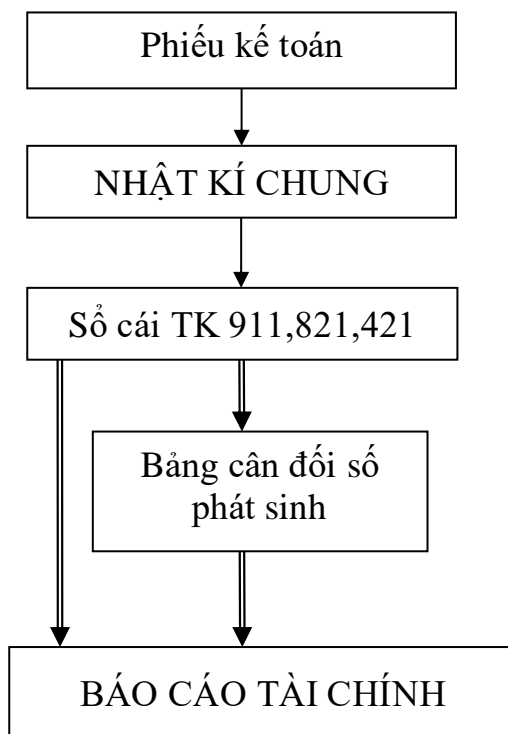 Phiếu kế toán
NHẬT KÍ CHUNG
Sổ cái TK 911,821,421
Bảng cân đối số
phát sinh
BÁO CÁO TÀI CHÍNH